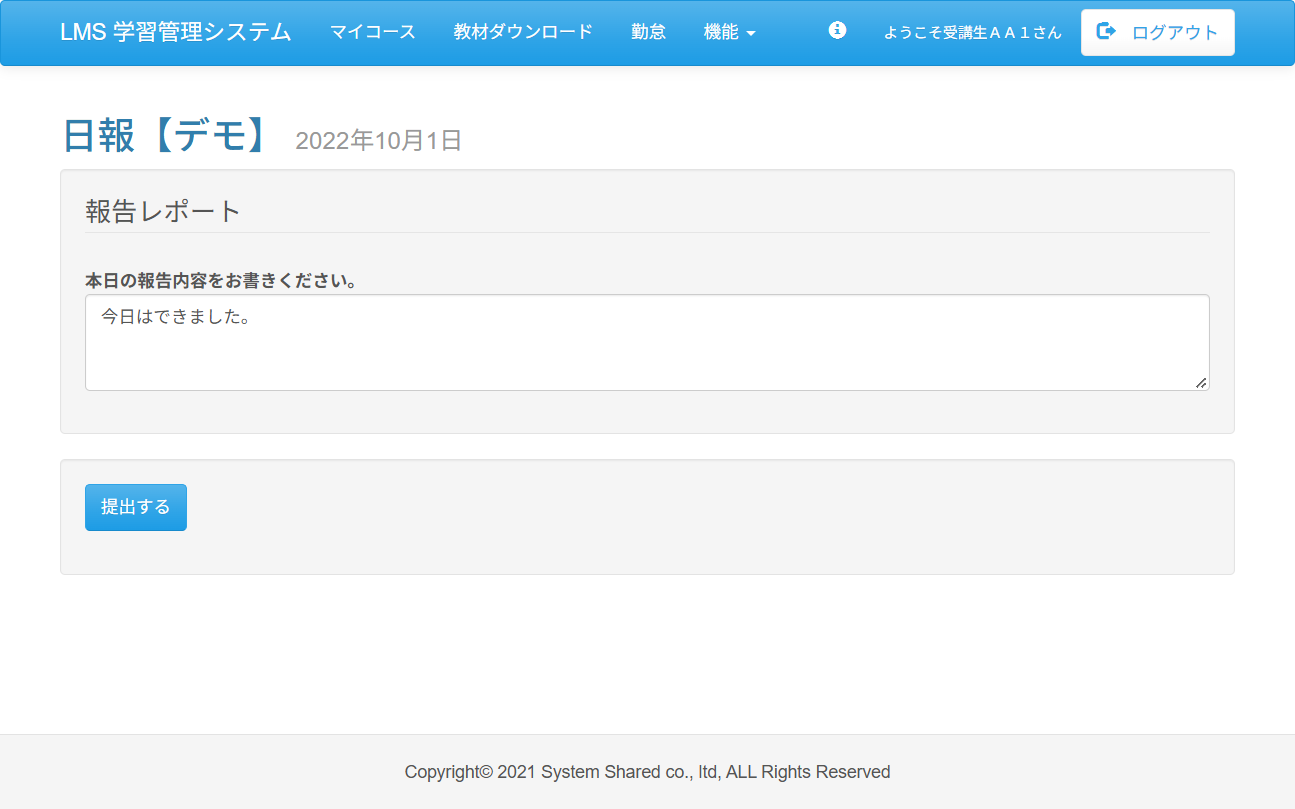 LMS 学習管理システム マイコース 教材ダウンロード 勤怠 機能 ようこそ受講生ＡＡ１さん ログアウト
日報【デモ】 2022年10月1日
報告レポート
本日の報告内容をお書きください。
今日はできました。
提出する
Copyright© 2021 System Shared co., ltd, ALL Rights Reserved